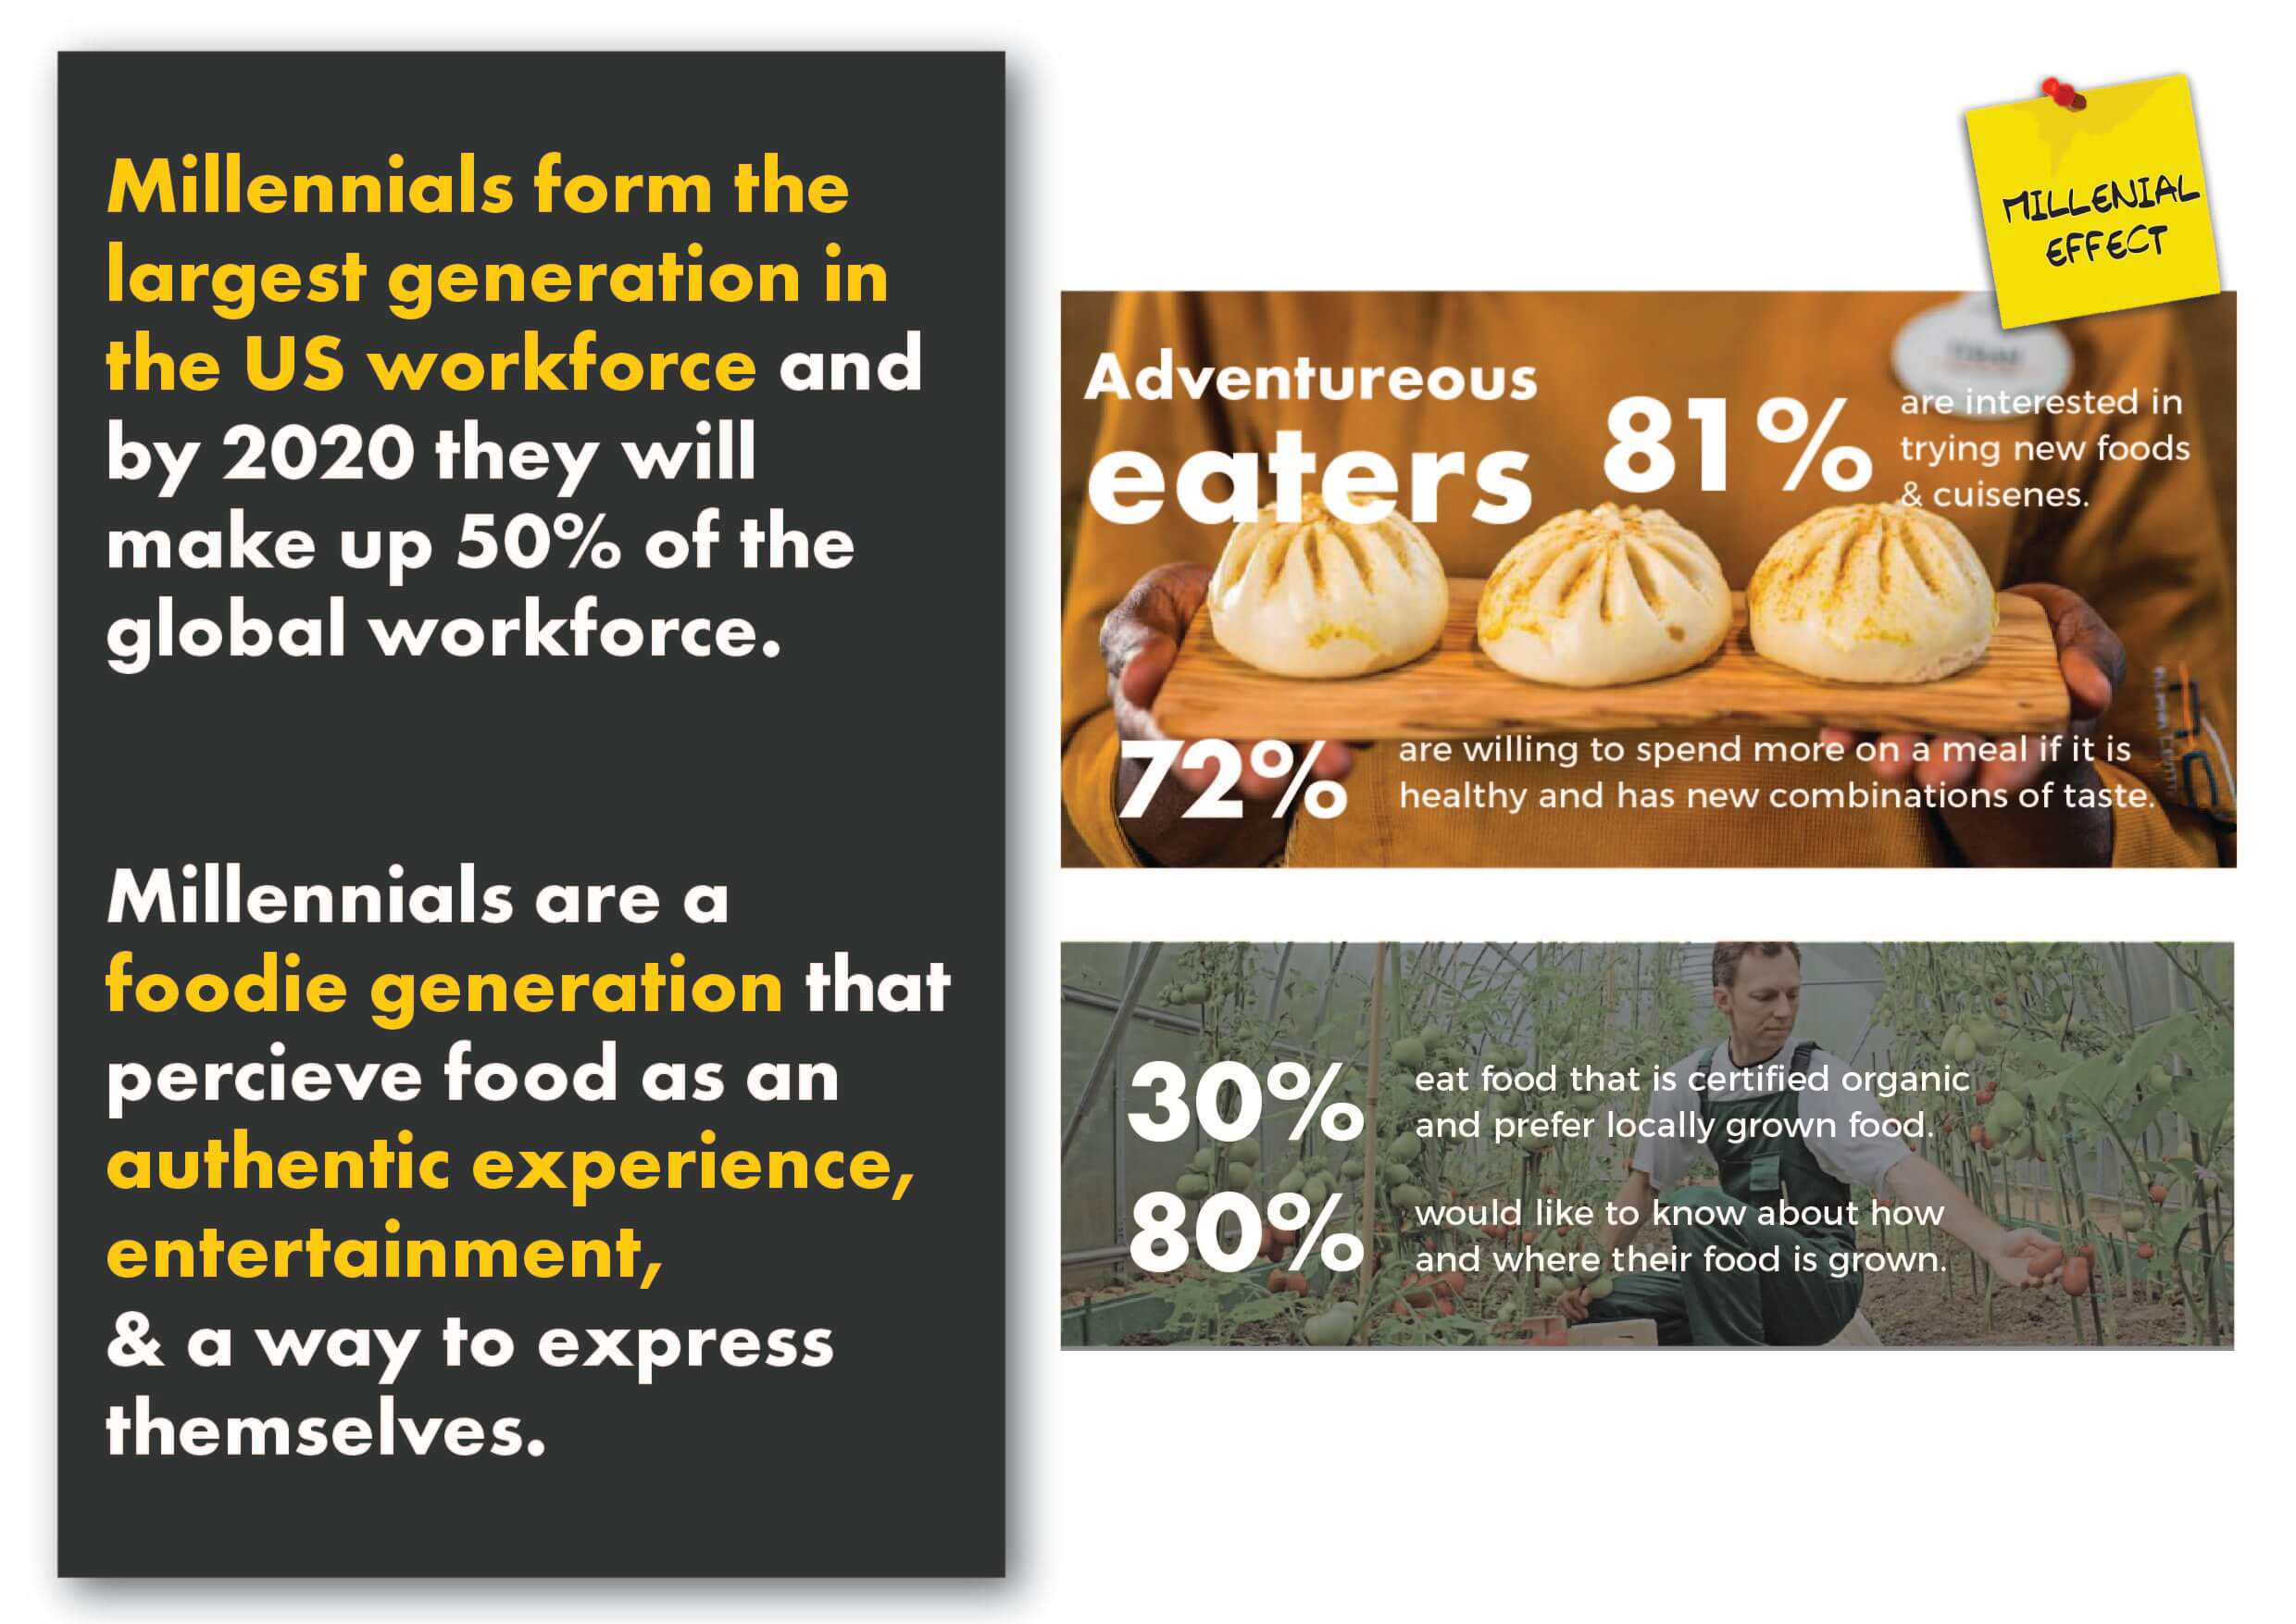 Millennials form the
largest generation in
the US workforce and
by 2020 they will
make up 50% of the
global workforce.
Millennials are a
foodie generation that
percieve food as an
authentic experience,
entertainment,
& a way to express
themselves.
MILLENIAL
EFFECT
Adventureous
eaters
81%
are interested in
trying new foods
& cuisenes.
72%
are willing to spend more on a meal if it is
healthy and has new combinations of taste.
30%
eat food that is certified organic
and prefer locally grown food.
80%
would like to know about how
and where their food is grown.